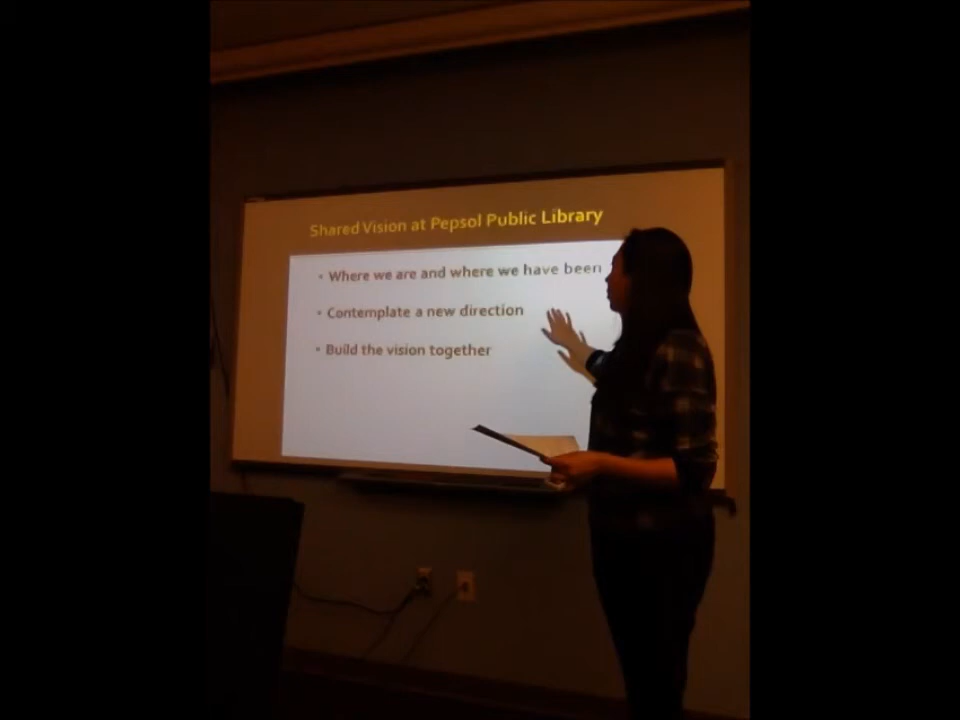 Shared Vision at Pepsol Public Library
• Where we are and where we have been
• Contemplate a new direction
• Build the vision together